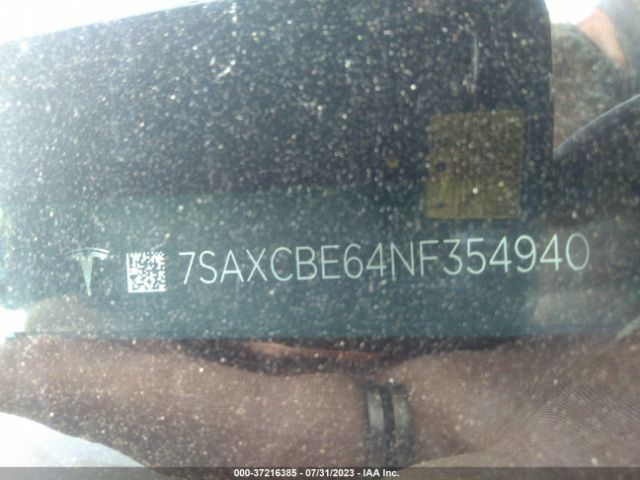 7SAXCBE64NF354940
000-37216385 - 07/31/2023 - IAA Inc.